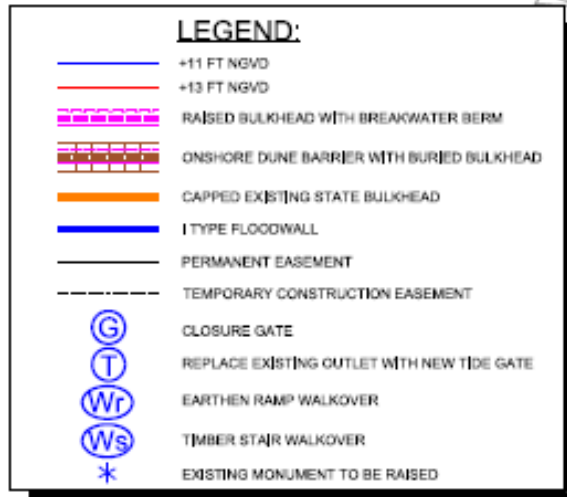 LEGEND:
+11 FT NGVD
+13 FT NGVD
RAISED BULKHEAD WITH BREAKWATER BERM
ONSHORE DUNE BARRIER WITH BURIED BULKHEAD
CAPPED EXISTING STATE BULKHEAD
I TYPE FLOODWALL
PERMANENT EASEMENT
TEMPORARY CONSTRUCTION EASEMENT
G CLOSURE GATE
T REPLACE EXISTING OUTLET WITH NEW TIDE GATE
Wr EARTHEN RAMP WALKOVER
Ws TIMBER STAIR WALKOVER
* EXISTING MONUMENT TO BE RAISED